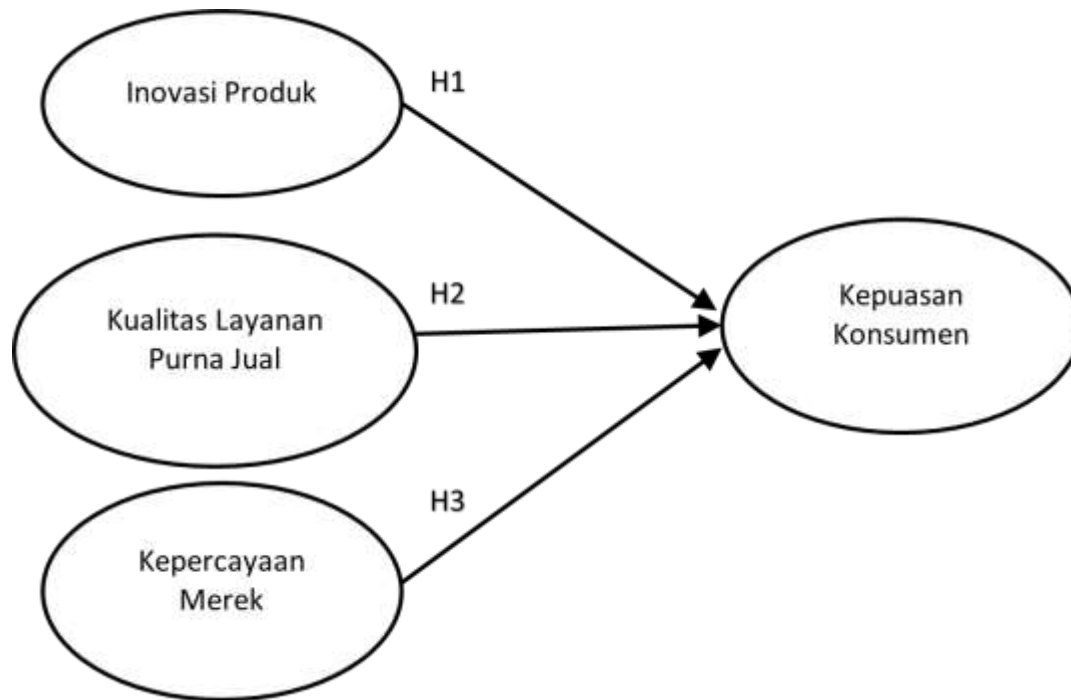 Inovasi Produk
H1
Kualitas Layanan
Purna Jual
H2
Kepercayaan
Merek
H3
Kepuasan
Konsumen